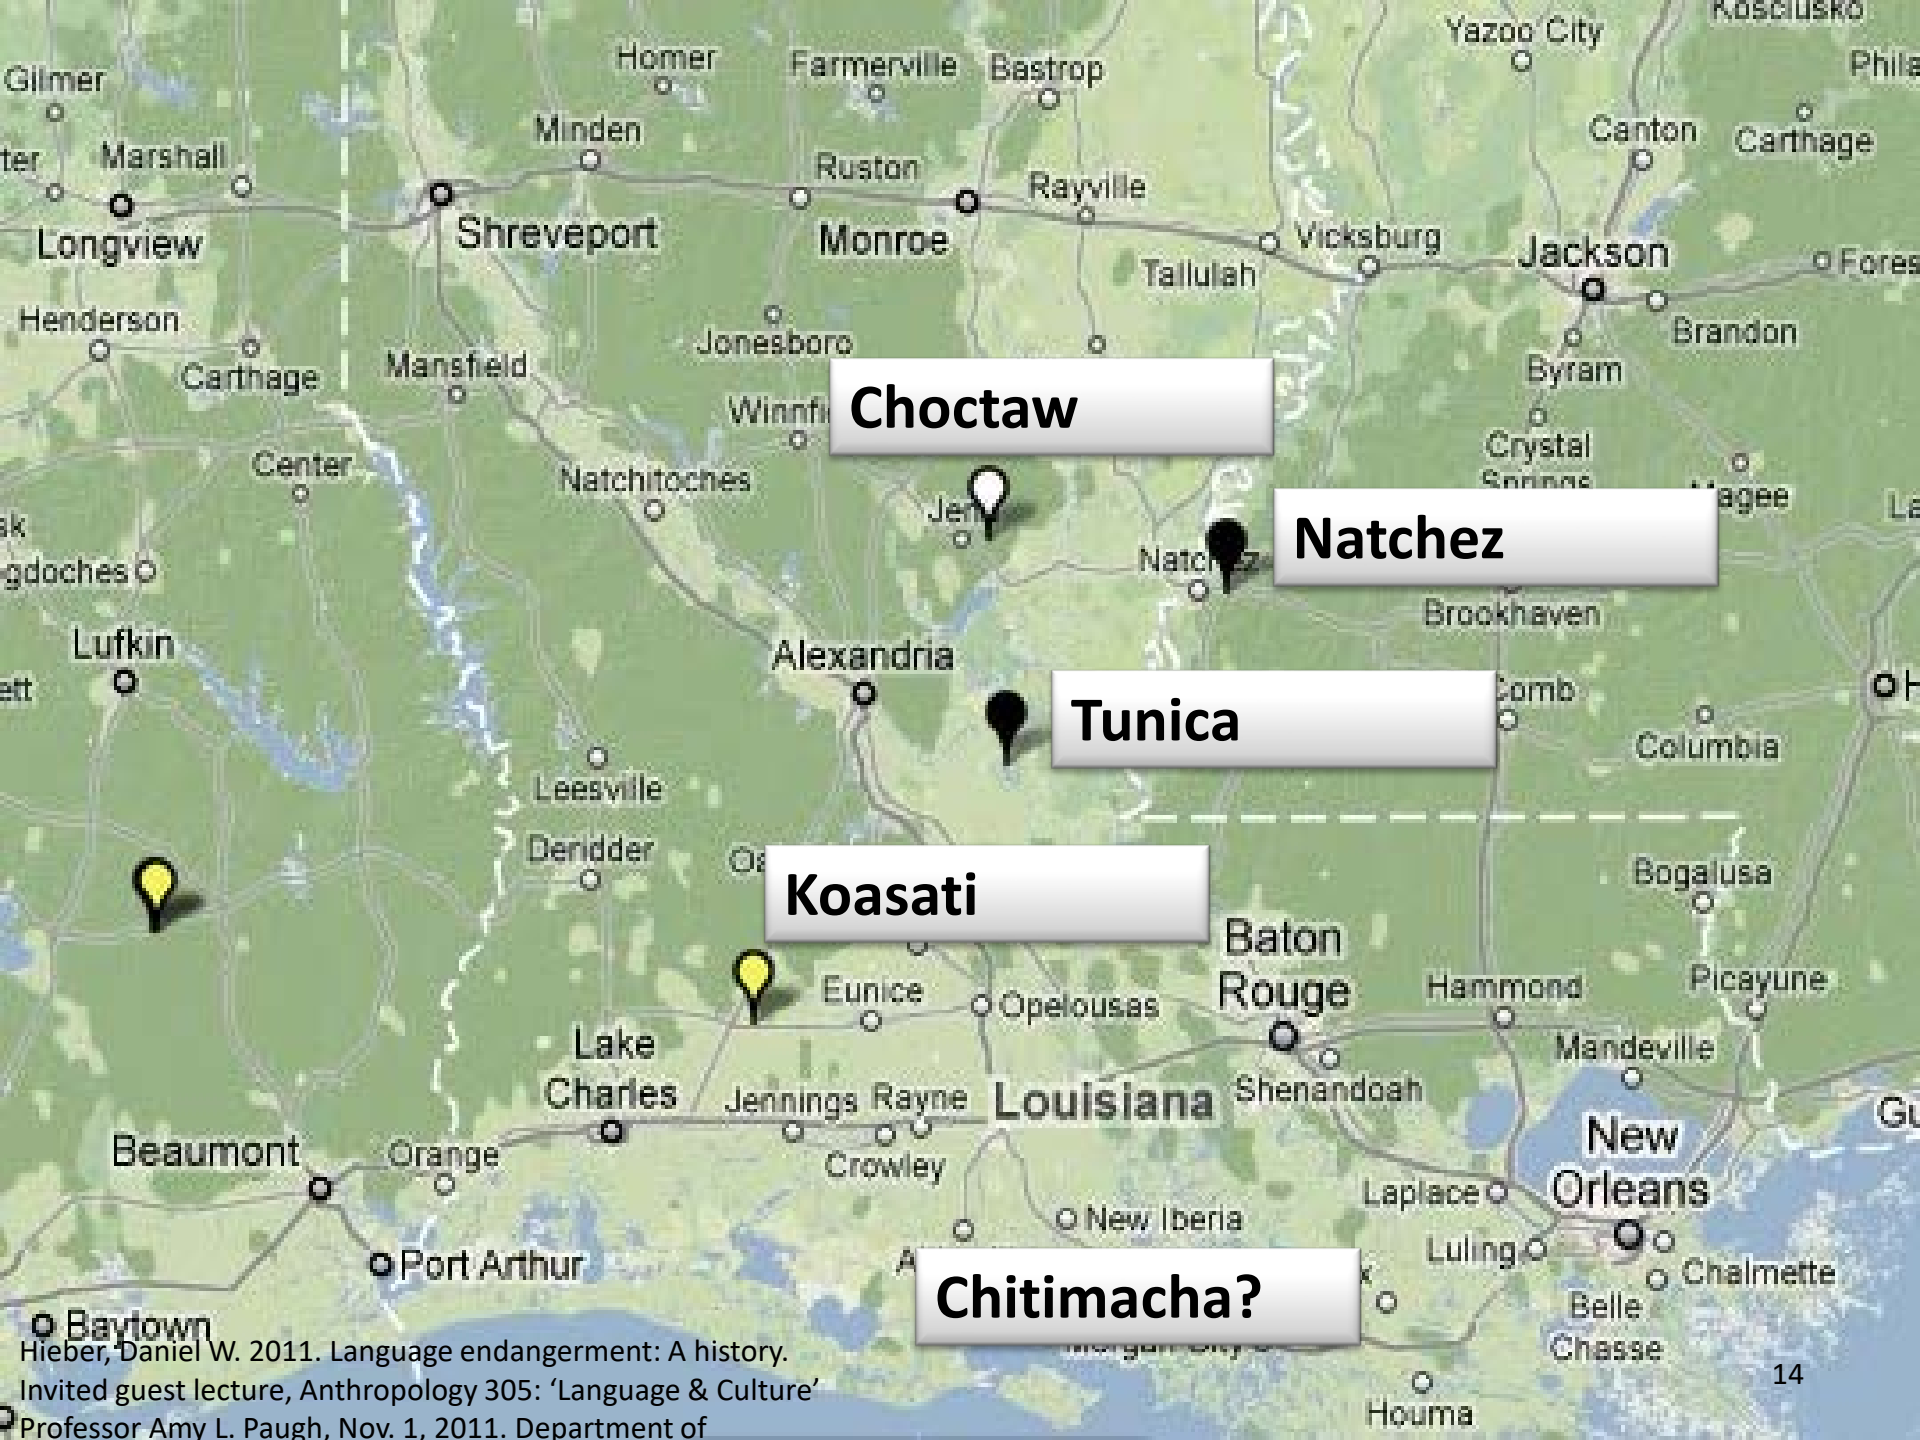 Kosciusko
Yazoo City
Homer
Farmerville
Bastrop
Gilmer
Minden
Canton
Carthage
Marshall
Ruston
Rayville
Longview
Shreveport
Monroe
Vicksburg
Jackson
Tallulah
Henderson
Jonesboro
Brandon
Carthage
Mansfield
Byram
Choctaw
Crystal
Springs
Center
Natchitoches
Natchez
Natchez
Brookhaven
Lufkin
Alexandria
Tunica
Columbia
Leesville
Deridder
Koasati
Bogalusa
Baton
Rouge
Eunice
Opelousas
Hammond
Picayune
Lake
Charles
Mandeville
Jennings
Rayne
Louisiana
Shenandoah
Beaumont
Orange
Crowley
New
Orleans
Laplace
New Iberia
Port Arthur
Luling
Chalmette
Chitimacha?
Belle
Chasse
Baytown
Houma
Hieber, Daniel W. 2011. Language endangerment: A history.
Invited guest lecture, Anthropology 305: ‘Language & Culture’
Professor Amy L. Paugh, Nov. 1, 2011. Department of
14